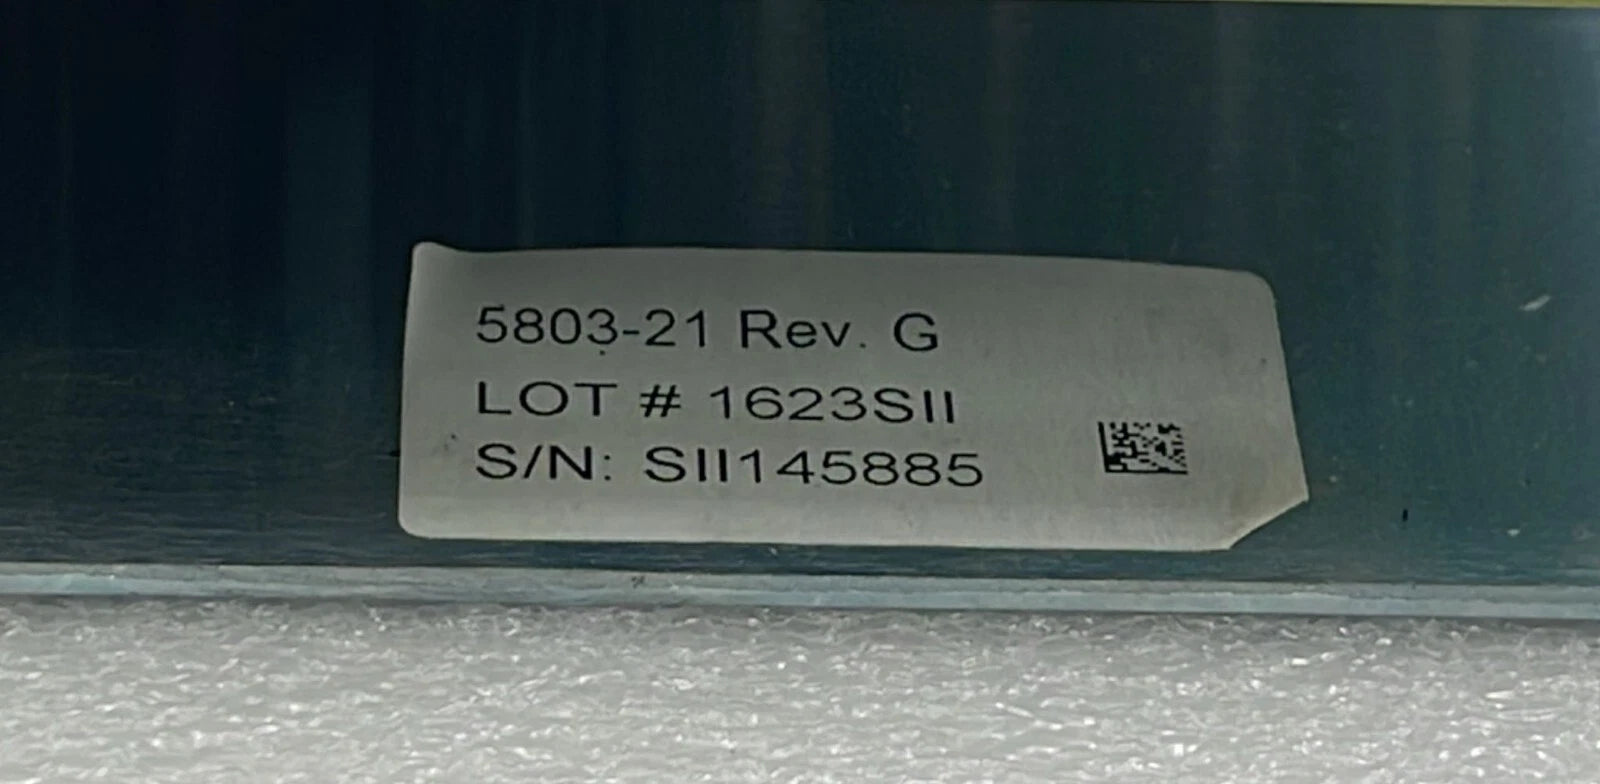 5803-21 Rev. G
LOT # 1623SII
S/N: SII145885